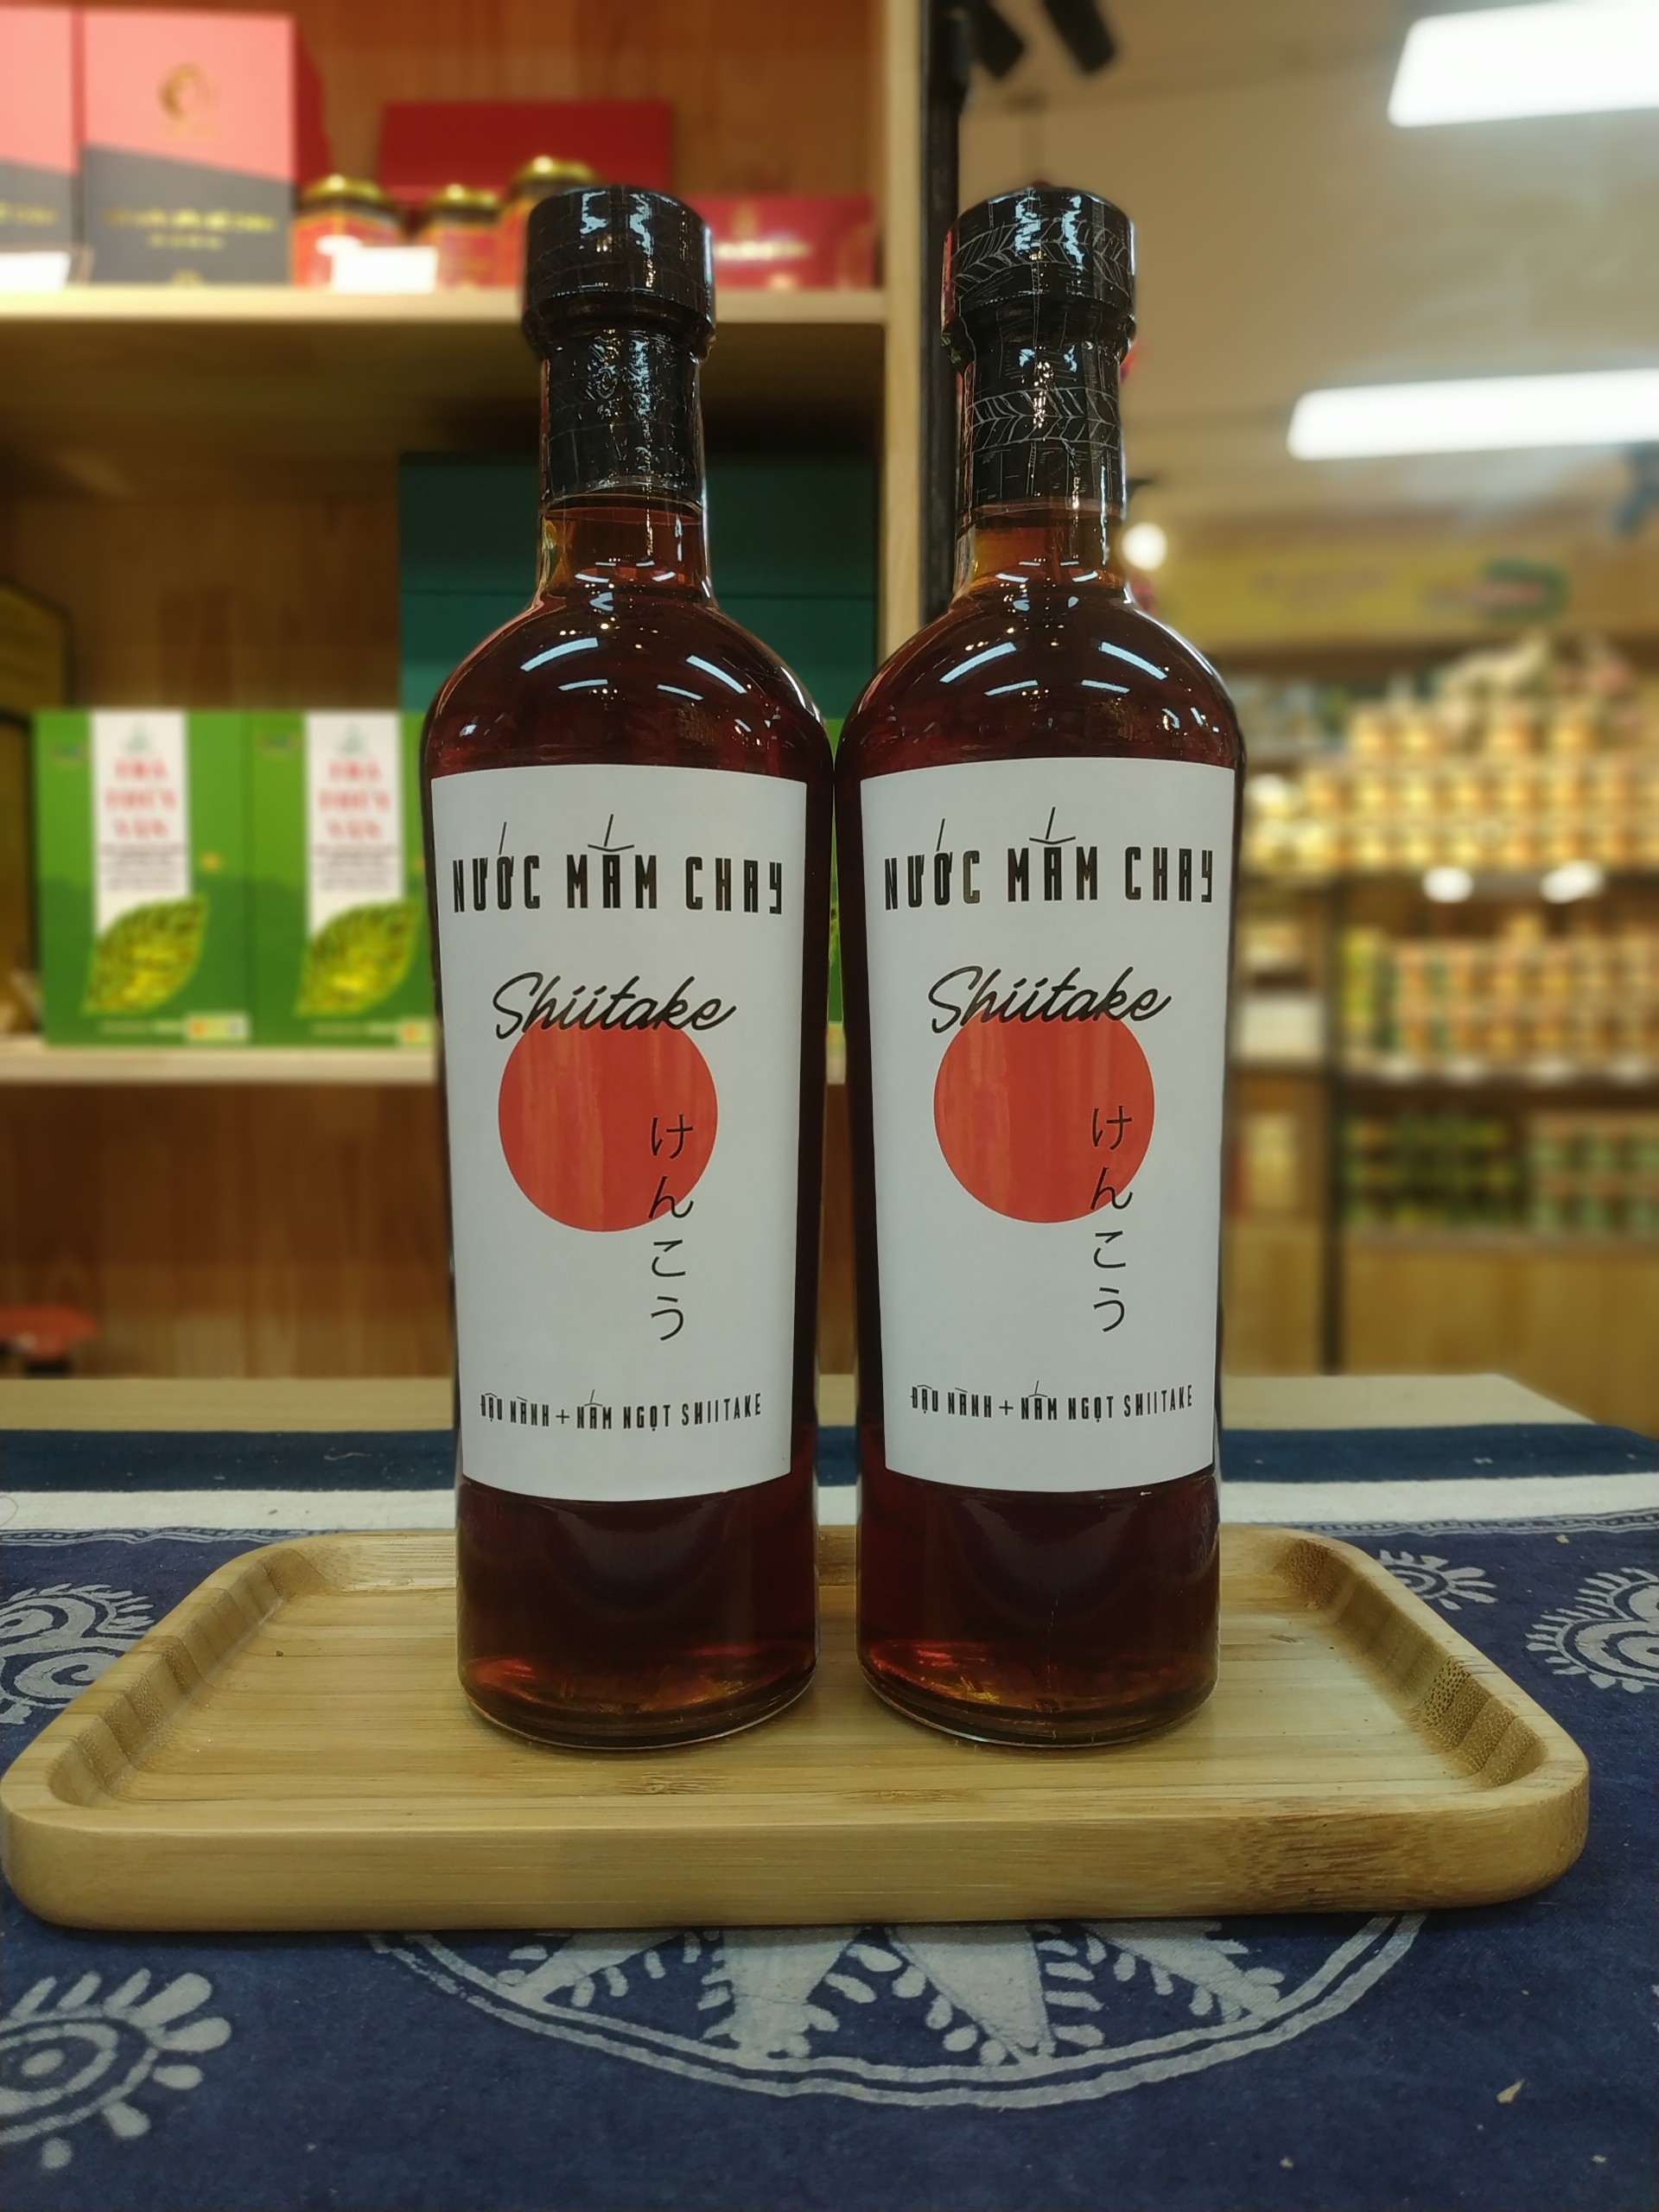 NƯỚC MẮM CHAY
Shiitake
けんこう
ĐẬU NÀNH + NẤM NGỌT SHIITAKE
NƯỚC MẮM CHAY
Shiitake
けんこう
ĐẬU NÀNH + NẤM NGỌT SHIITAKE